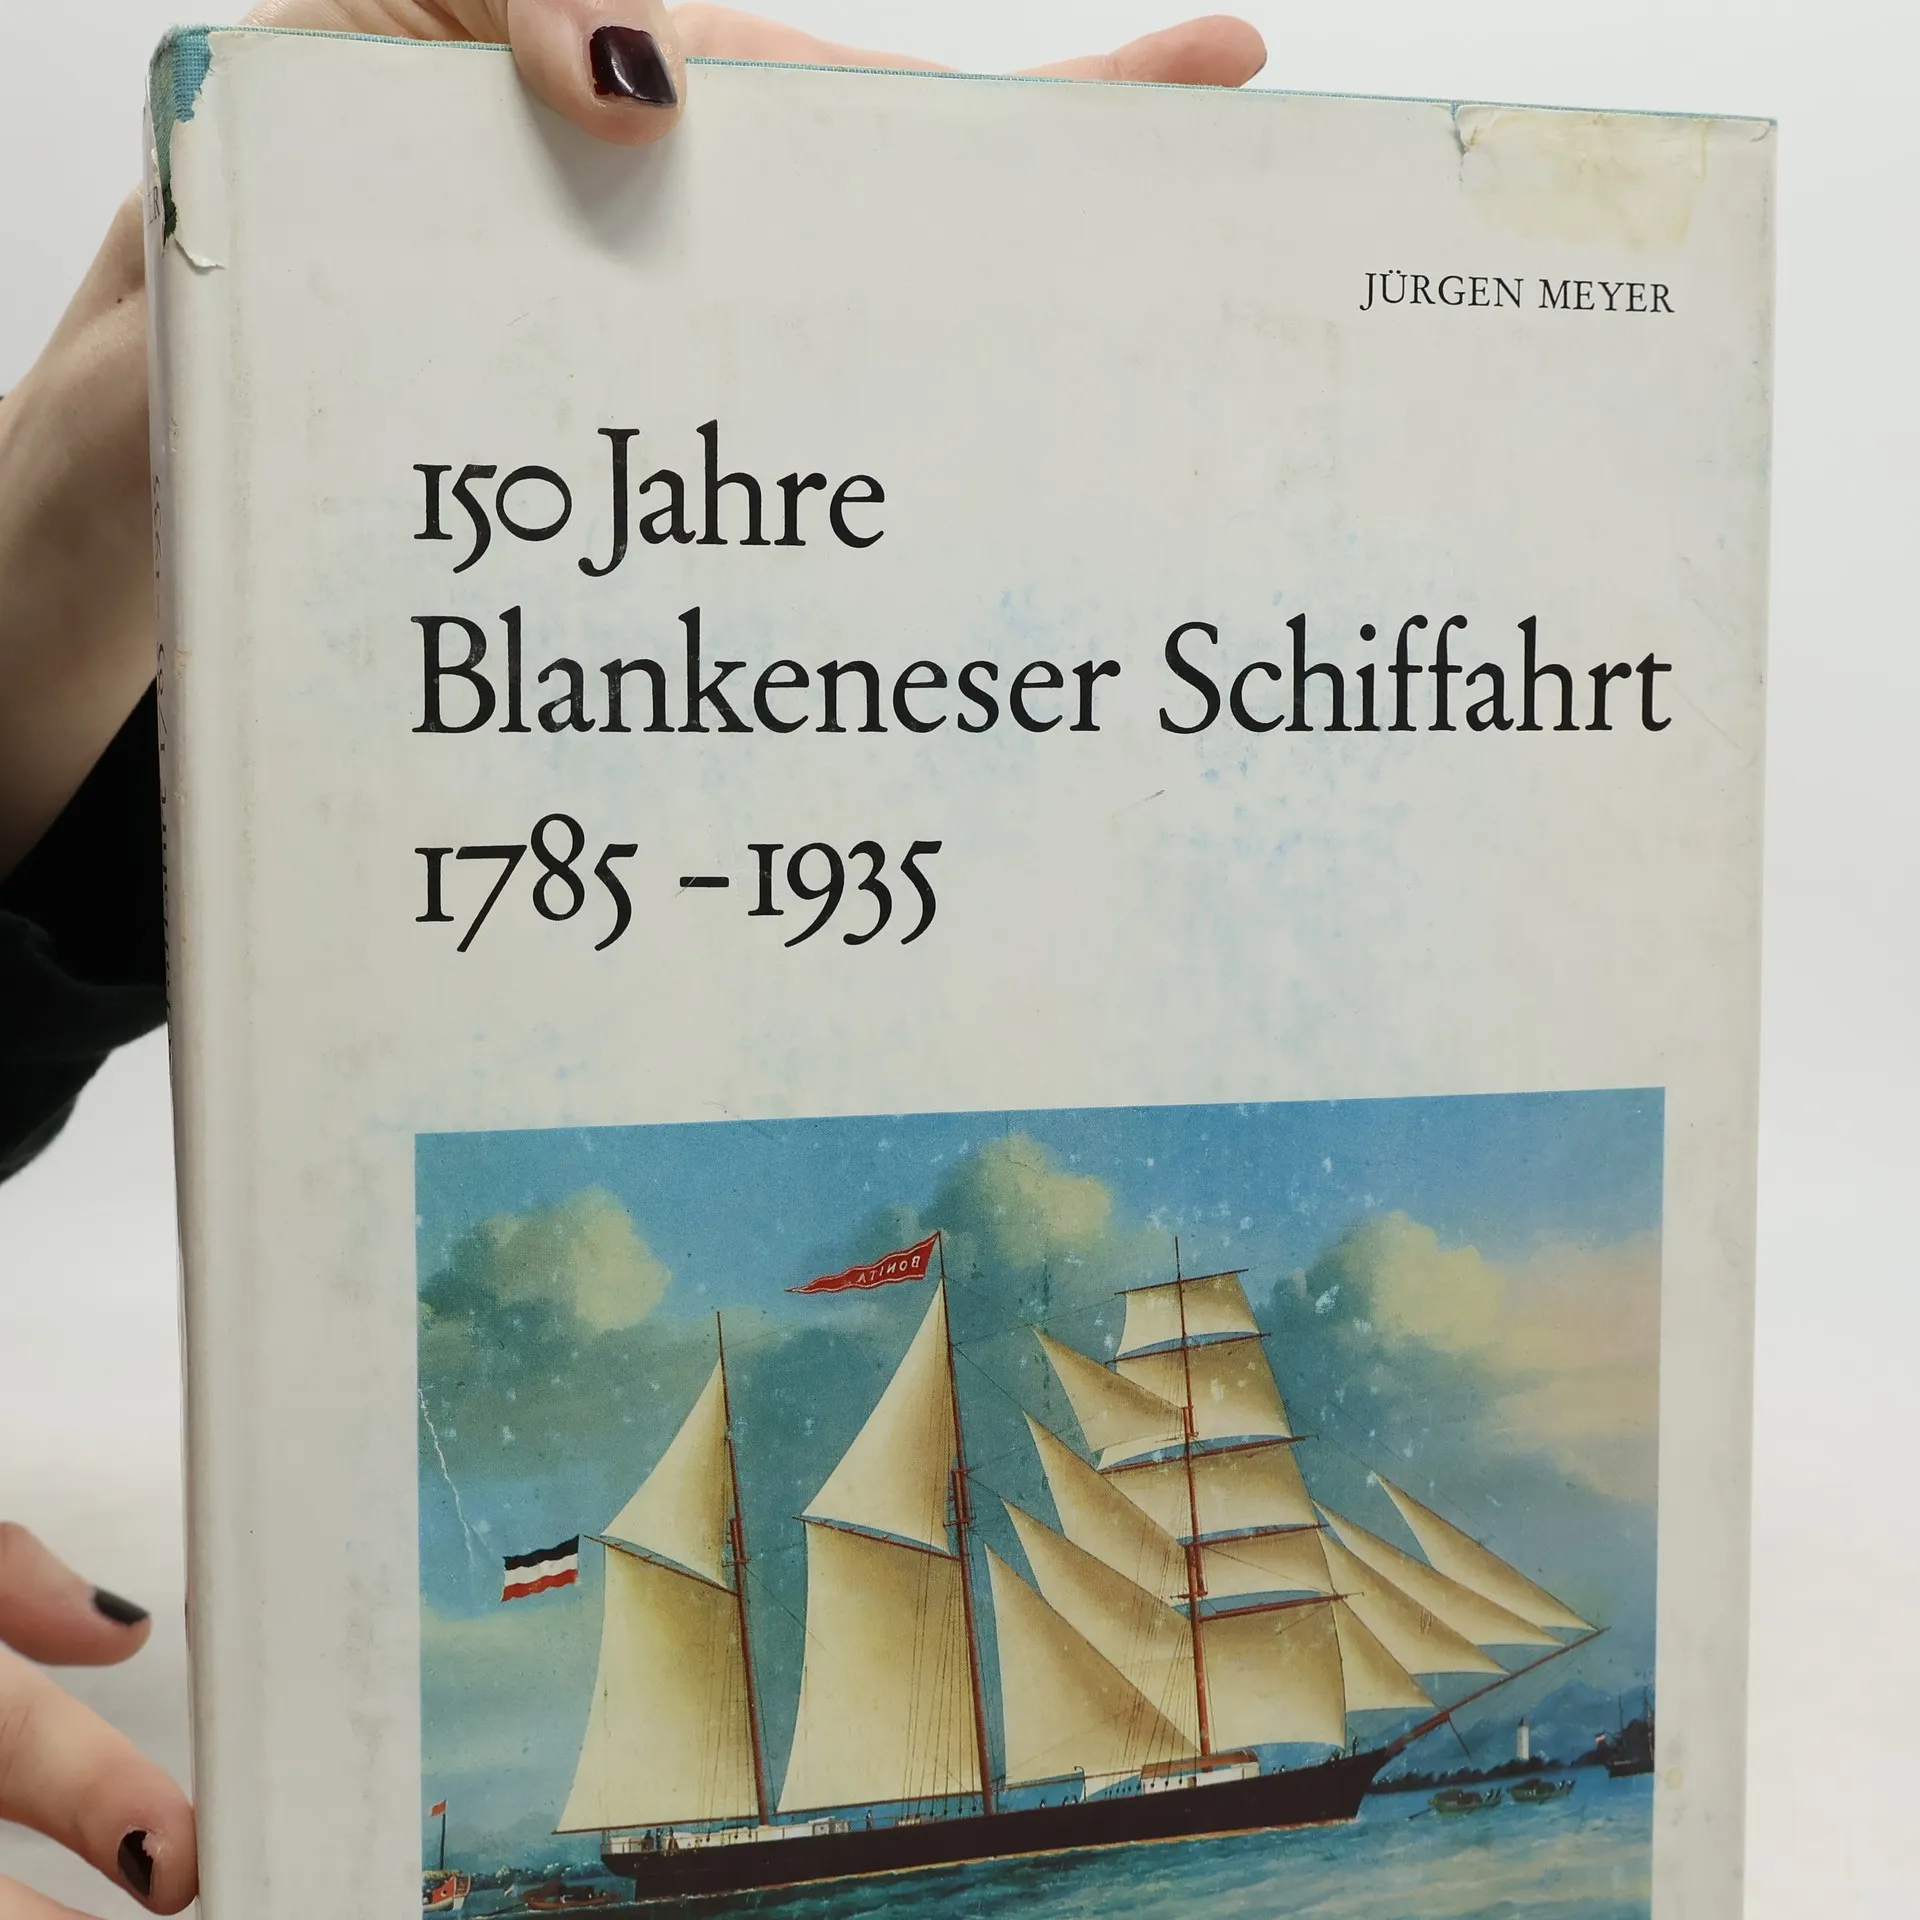 JÜRGEN MEYER
150 Jahre
Blankeneser Schiffahrt
1785 – 1935
BONITA